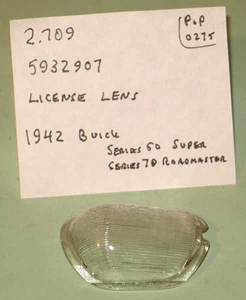 2.709
P&P
0275
5932907
LICENSE LENS
1942 BUICK
SERIES 50 SUPER
SERIES 70 ROADMASTER